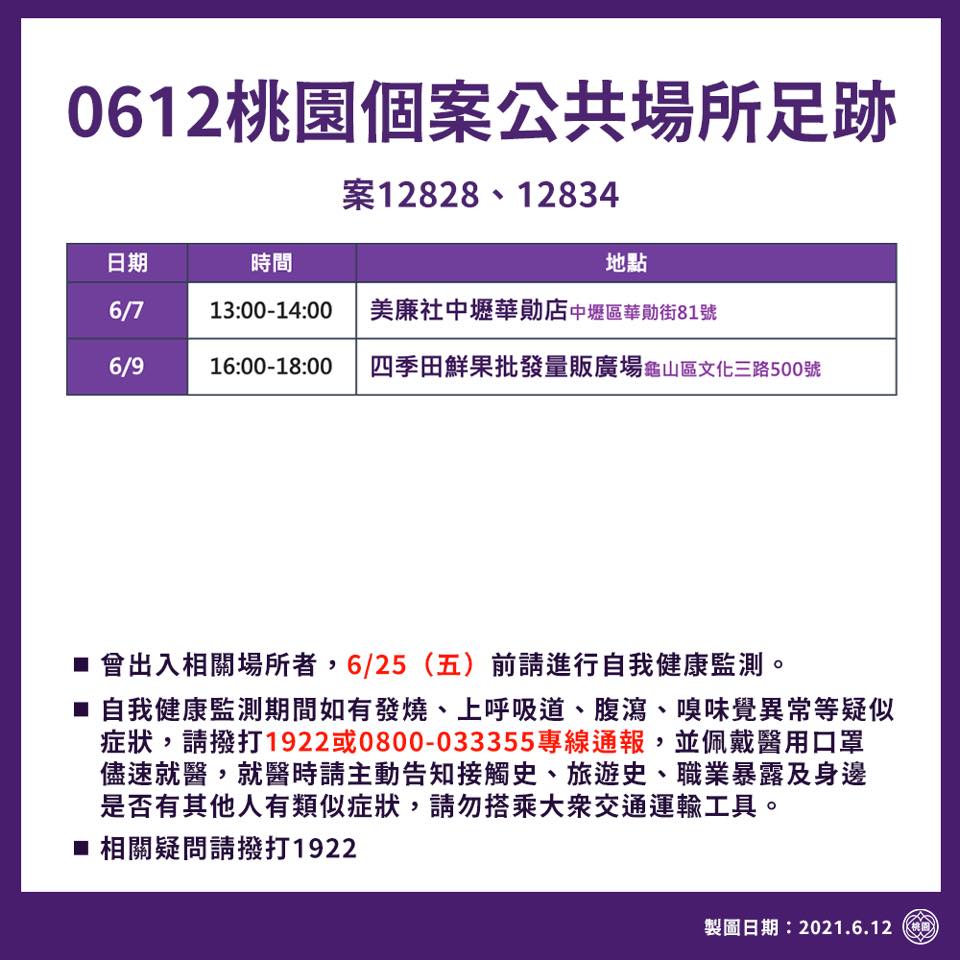 0612桃園個案公共場所足跡
案12828、12834
日期 時間 地點
6/7 13:00-14:00 美廉社中壢華勛店中壢區華勛街81號
6/9 16:00-18:00 四季田鮮果批發量販廣場龜山區文化三路500號
■ 曾出入相關場所者，6/25（五）前請進行自我健康監測。
■ 自我健康監測期間如有發燒、上呼吸道、腹瀉、嗅味覺異常等疑似
症狀，請撥打1922或0800-033355專線通報，並佩戴醫用口罩
儘速就醫，就醫時請主動告知接觸史、旅遊史、職業暴露及身邊
是否有其他人有類似症狀，請勿搭乘大眾交通運輸工具。
■ 相關疑問請撥打1922
製圖日期：2021.6.12 桃園